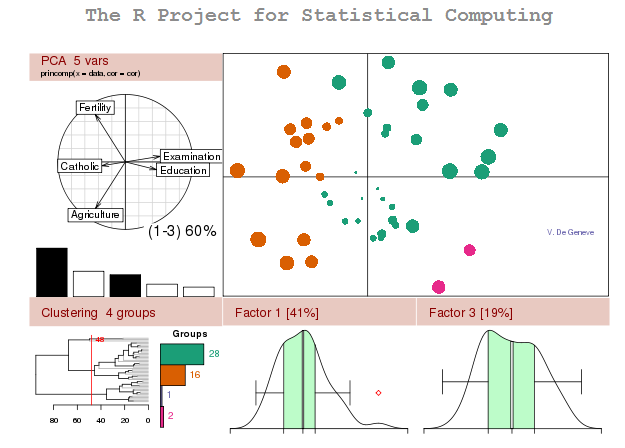 The R Project for Statistical Computing
PCA 5 vars
princomp(x = data, cor = cor)
Fertility
Catholic
Examination
Education
Agriculture
(1-3) 60%
V. De Geneve
Clustering 4 groups
Factor 1 [41%]
Factor 3 [19%]
48
Groups
28
16
1
2
80 60 40 20 0